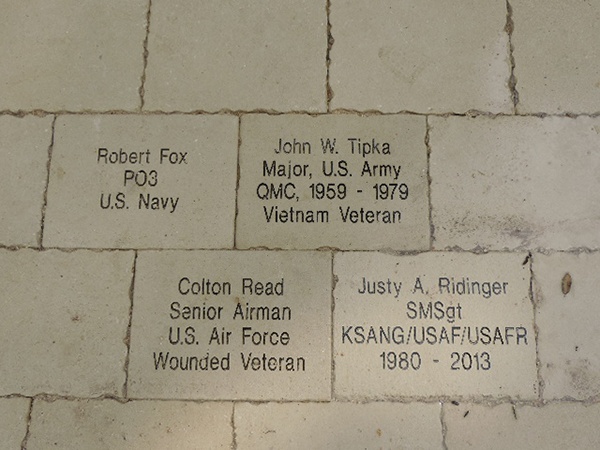 Robert Fox
PO3
U.S. Navy
John W. Tipka
Major, U.S. Army
QMC, 1959 - 1979
Vietnam Veteran
Colton Read
Senior Airman
U.S. Air Force
Wounded Veteran
Justy A. Ridinger
SMSgt
KSANG/USAF/USAFR
1980 - 2013